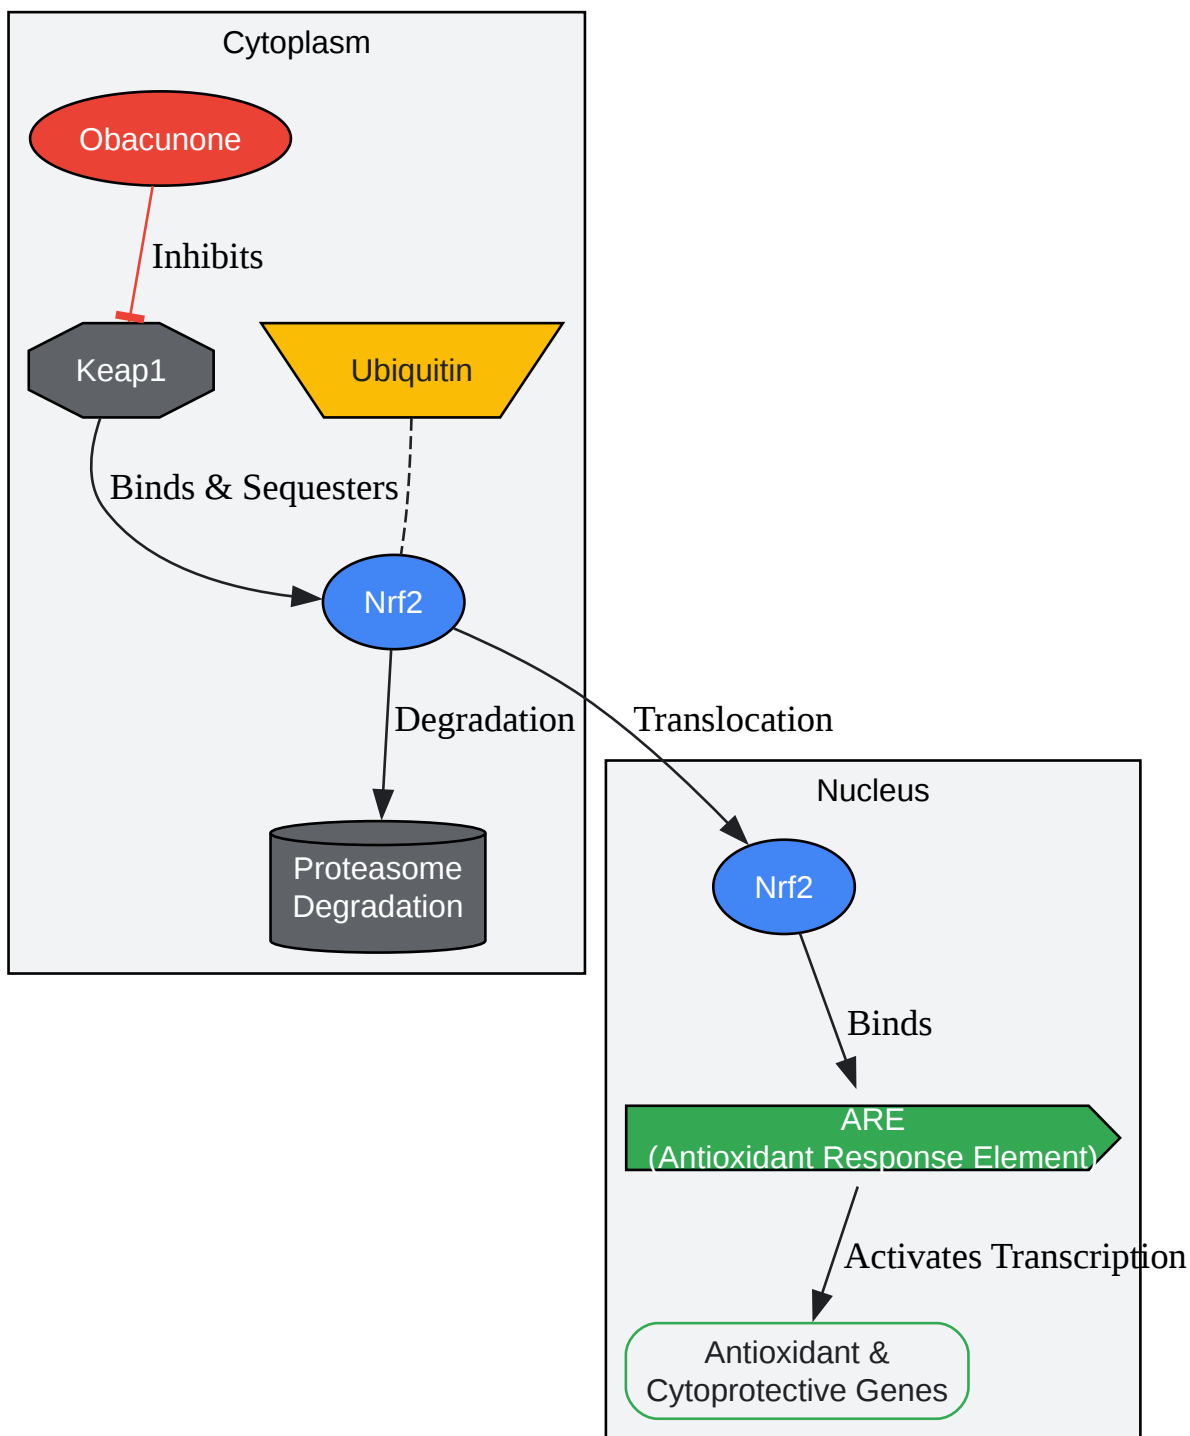 Cytoplasm
Obacunone
Inhibits
Keap1
Ubiquitin
Binds & Sequesters
Nrf2
Degradation
Translocation
Proteasome
Degradation
Nucleus
Nrf2
Binds
ARE
(Antioxidant Response Element)
Activates Transcription
Antioxidant &
Cytoprotective Genes